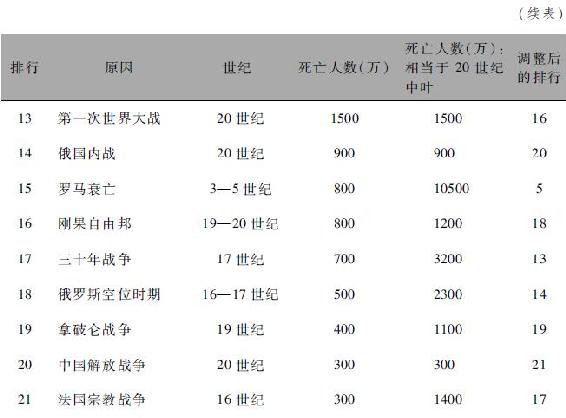 (续表)
排行 原因 世纪 死亡人数(万) 死亡人数(万): 相当于 20 世纪 中叶 调整后 的排行
13 第一次世界大战 20 世纪 1500 1500 16
14 俄国内战 20 世纪 900 900 20
15 罗马衰亡 3—5 世纪 800 10500 5
16 刚果自由邦 19—20 世纪 800 1200 18
17 三十年战争 17 世纪 700 3200 13
18 俄罗斯空位时期 16—17 世纪 500 2300 14
19 拿破仑战争 19 世纪 400 1100 19
20 中国解放战争 20 世纪 300 300 21
21 法国宗教战争 16 世纪 300 1400 17